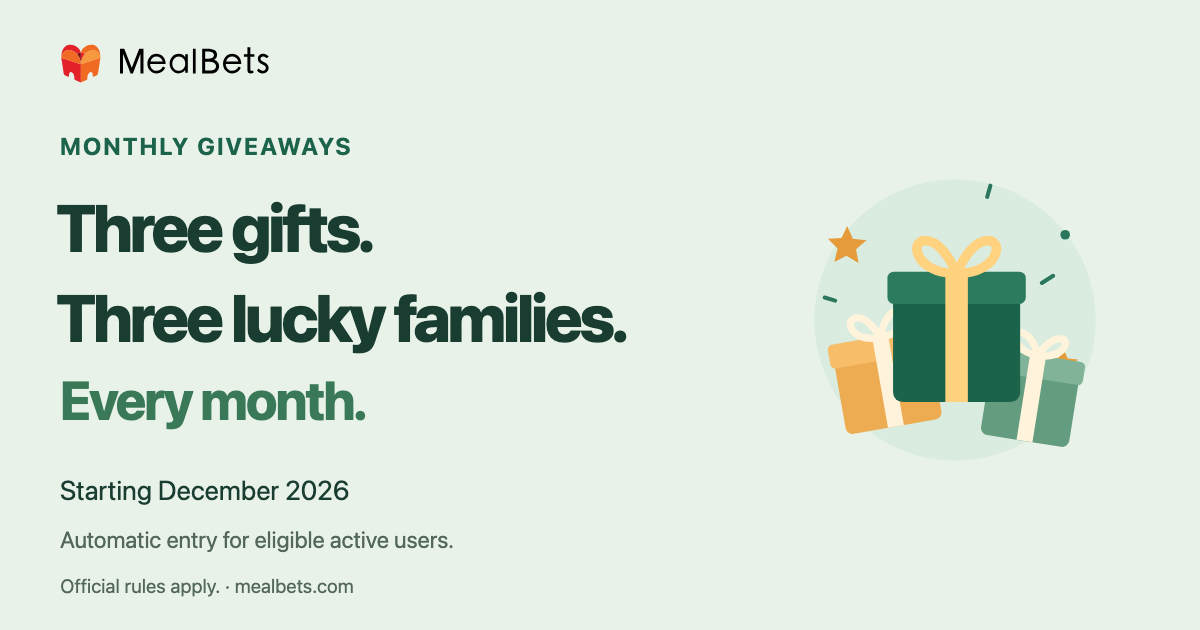 MealBets
MONTHLY GIVEAWAYS
Three gifts.
Three lucky families.
Every month.
Starting December 2026
Automatic entry for eligible active users.
Official rules apply. · mealbets.com